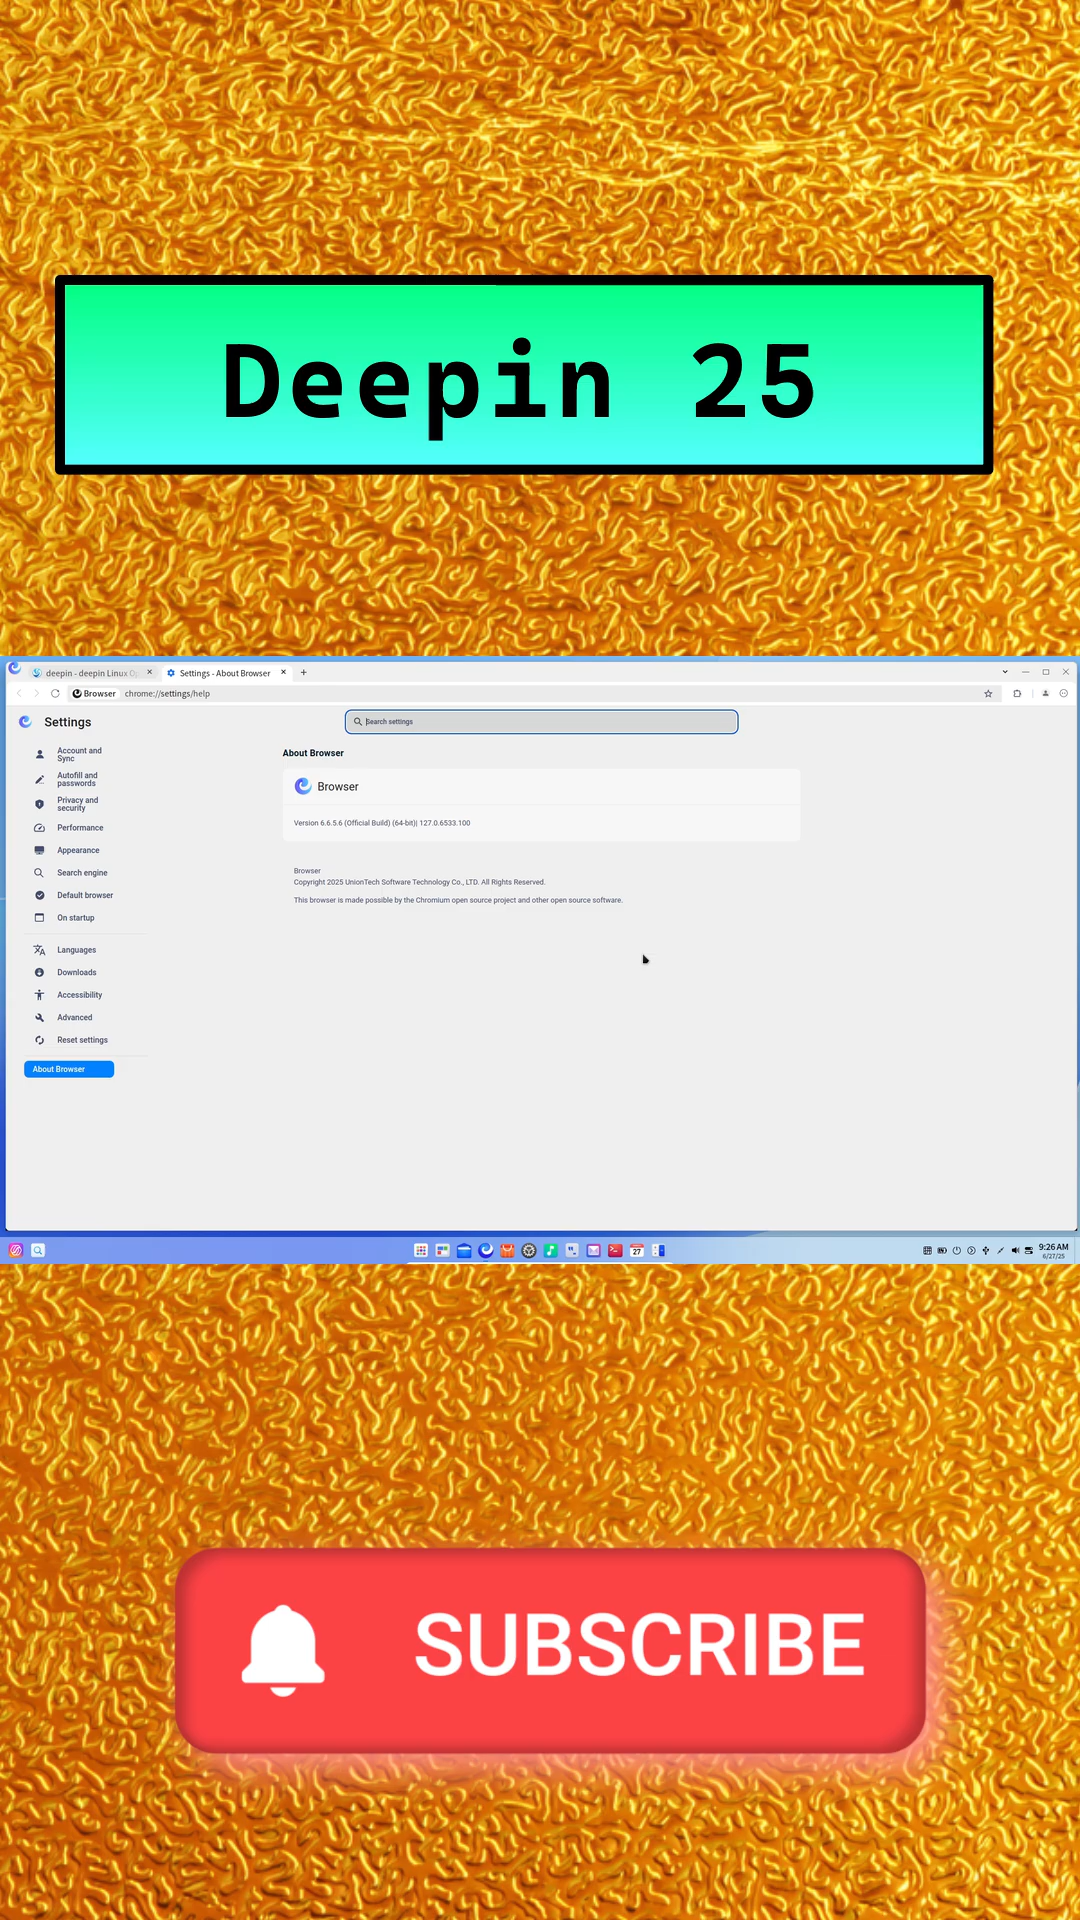 Deepin 25
deepin - deepin Linux
Settings - About Browser
Browser
chrome://settings/help
Settings
Search settings
Account and
Sync
Autofill and
passwords
Privacy and
security
Performance
Appearance
Search engine
Default browser
On startup
Languages
Downloads
Accessibility
Advanced
Reset settings
About Browser
About Browser
Browser
Version 6.6.5.6 (Official Build) (64-bit)| 127.0.6533.100
Browser
Copyright 2025 UnionTech Software Technology Co., LTD. All Rights Reserved.
This browser is made possible by the Chromium open source project and other open source software.
27
9:26 AM
6/27/25
SUBSCRIBE